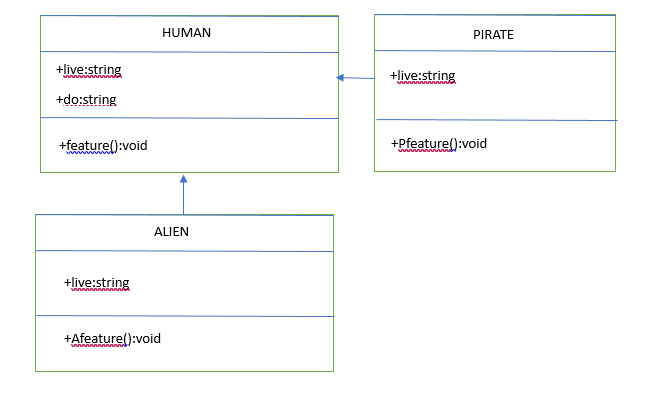 HUMAN
+live:string
+do:string
+feature():void
PIRATE
+live:string
+Pfeature():void
ALIEN
+live:string
+Afeature():void